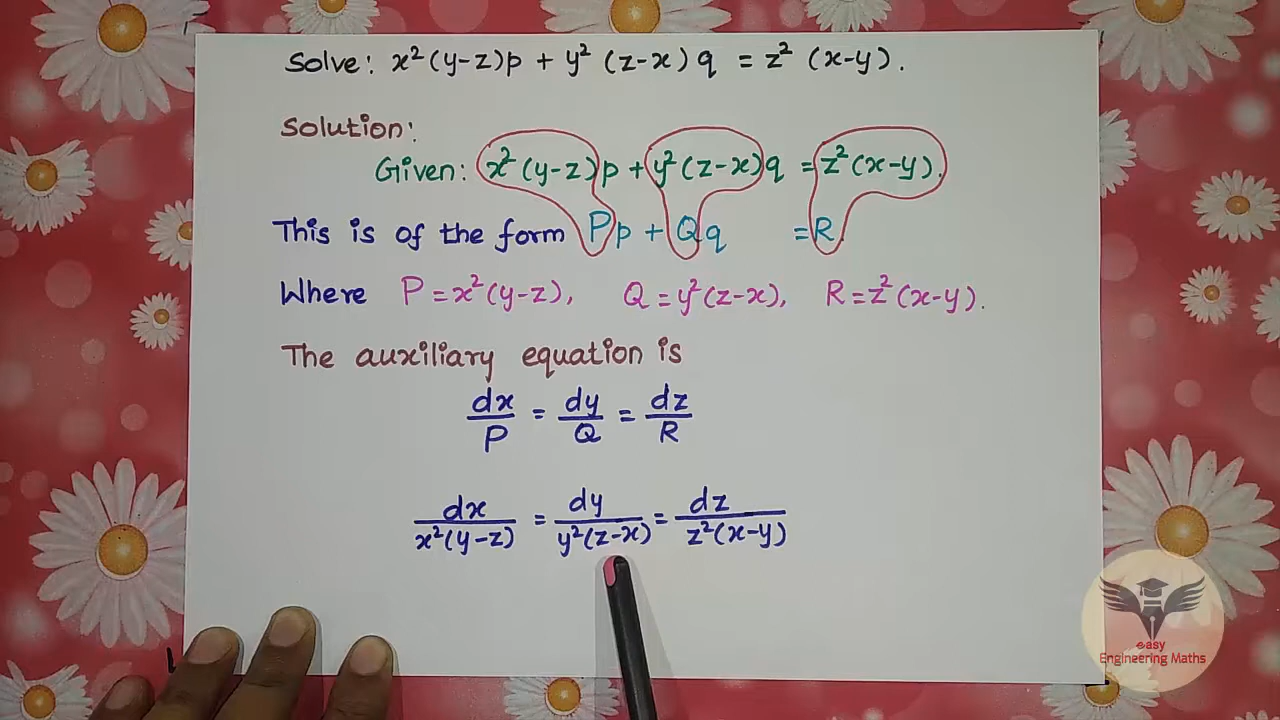 Solve: x²(y-z)p + y²(z-x)q = z²(x-y).
Solution:
Given: x²(y-z)p + y²(z-x)q = z²(x-y).
This is of the form Pp + Qq = R.
Where P = x²(y-z), Q = y²(z-x), R = z²(x-y).
The auxiliary equation is
dx/P = dy/Q = dz/R
dx/x²(y-z) = dy/y²(z-x) = dz/z²(x-y)
easy
Engineering Maths